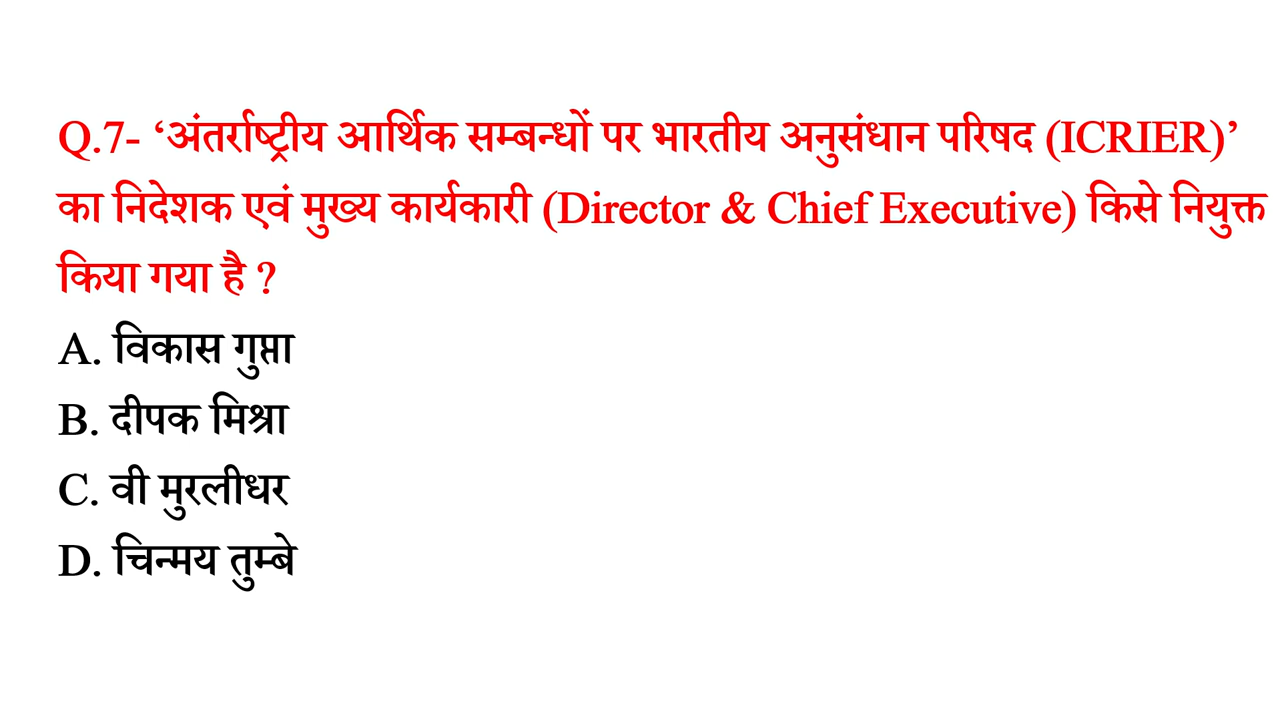 Q.7- ‘अंतर्राष्ट्रीय आर्थिक सम्बन्धों पर भारतीय अनुसंधान परिषद (ICRIER)’
का निदेशक एवं मुख्य कार्यकारी (Director & Chief Executive) किसे नियुक्त
किया गया है ?
A. विकास गुप्ता
B. दीपक मिश्रा
C. वी मुरलीधर
D. चिन्मय तुम्बे